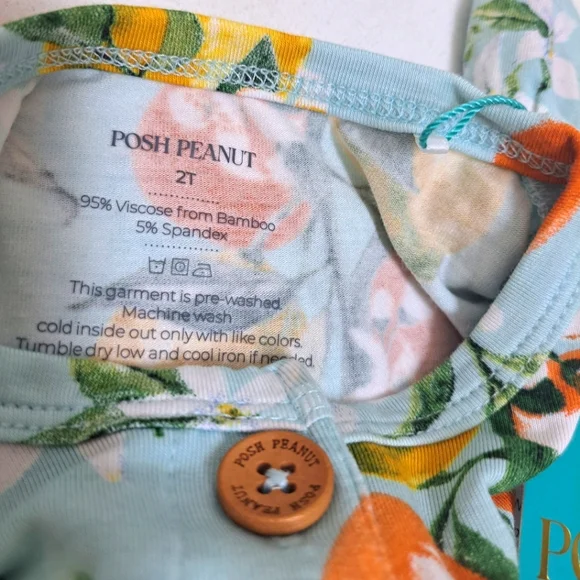 POSH PEANUT
2T
95% Viscose from Bamboo
5% Spandex
This garment is pre-washed
Machine wash
cold inside out only with like colors.
Tumble dry low and cool iron if needed.
POSH PEANUT
POSH PEANUT
PO